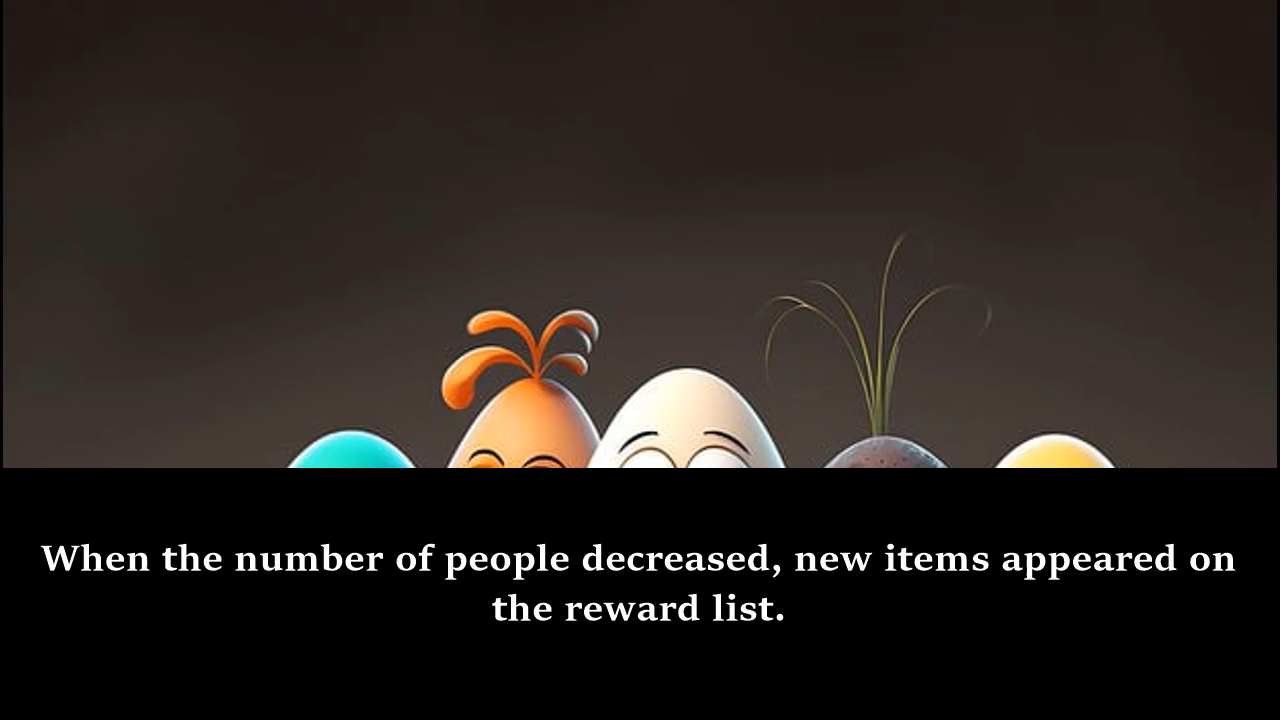 When the number of people decreased, new items appeared on
the reward list.